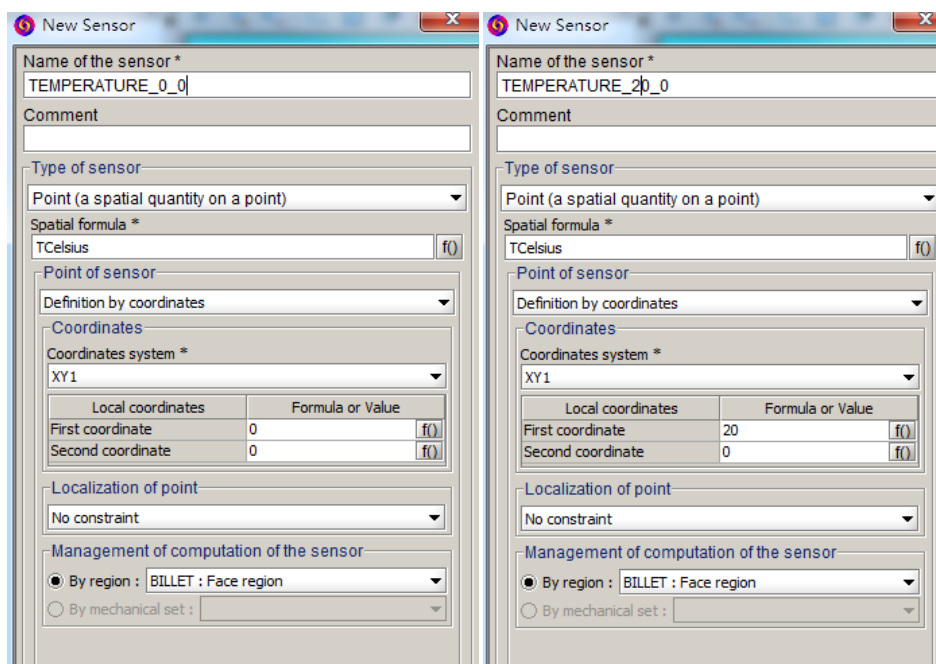 New Sensor
Name of the sensor *
TEMPERATURE_0_0
Comment
Type of sensor
Point (a spatial quantity on a point)
Spatial formula *
TCelsius f()
Point of sensor
Definition by coordinates
Coordinates
Coordinates system *
XY1
Local coordinates Formula or Value
First coordinate 0 f()
Second coordinate 0 f()
Localization of point
No constraint
Management of computation of the sensor
By region : BILLET : Face region
By mechanical set :
New Sensor
Name of the sensor *
TEMPERATURE_20_0
Comment
Type of sensor
Point (a spatial quantity on a point)
Spatial formula *
TCelsius f()
Point of sensor
Definition by coordinates
Coordinates
Coordinates system *
XY1
Local coordinates Formula or Value
First coordinate 20 f()
Second coordinate 0 f()
Localization of point
No constraint
Management of computation of the sensor
By region : BILLET : Face region
By mechanical set :